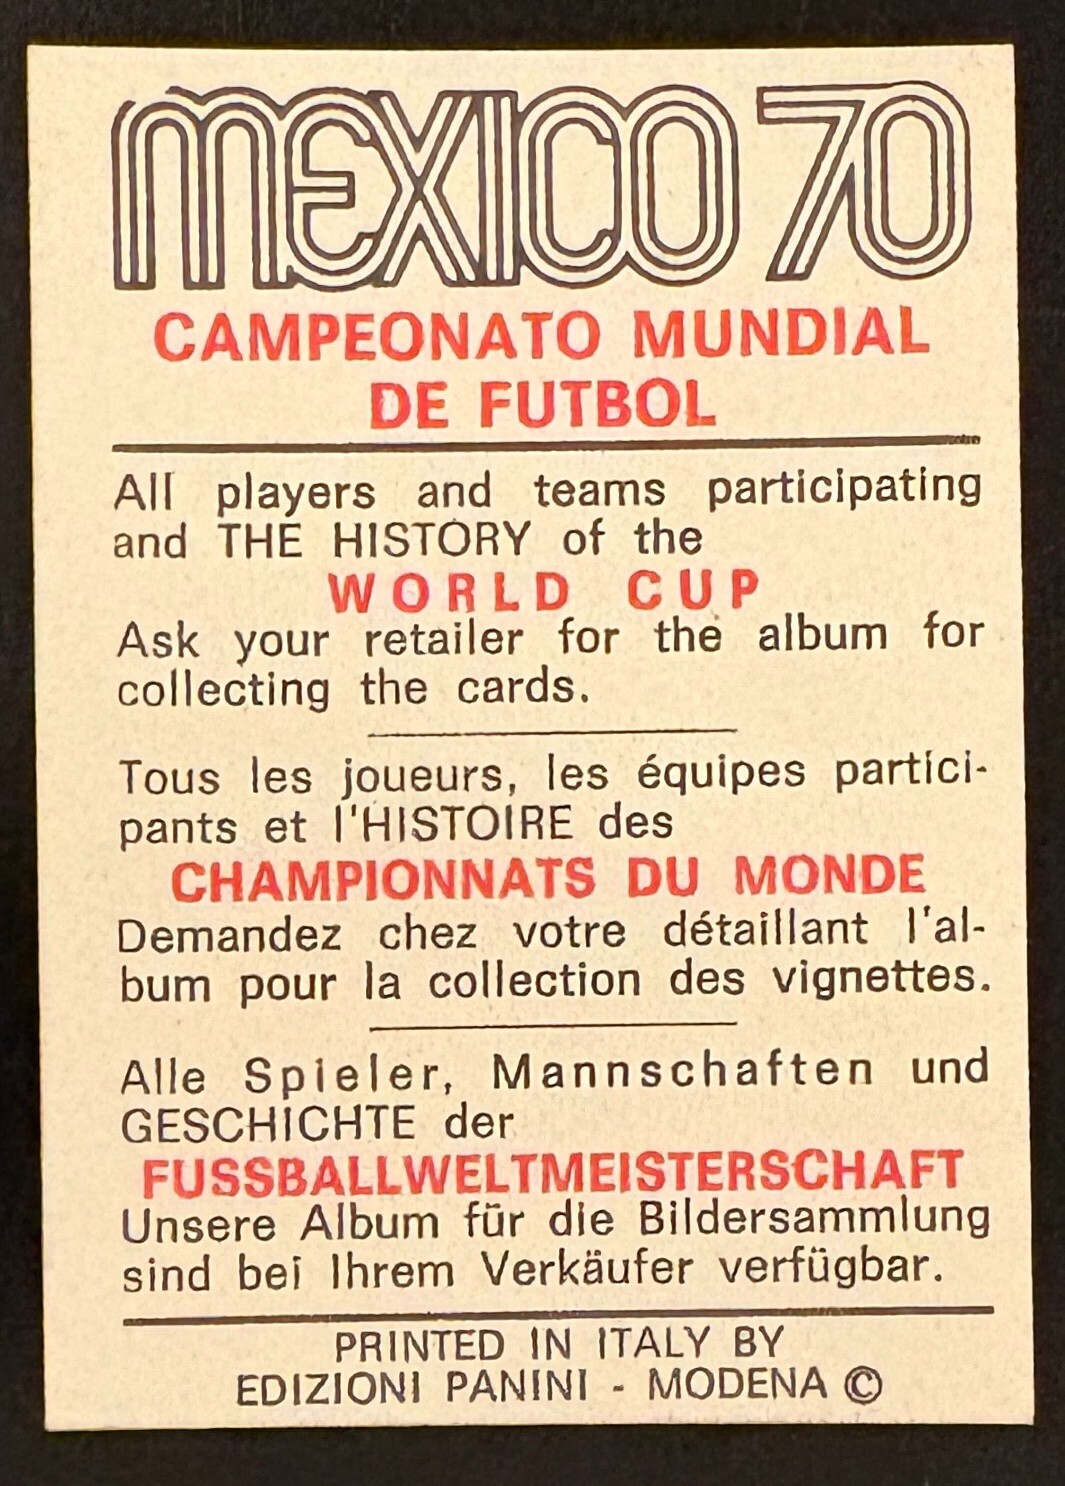 MEXICO 70
CAMPEONATO MUNDIAL
DE FUTBOL
All players and teams participating
and THE HISTORY of the
WORLD CUP
Ask your retailer for the album for
collecting the cards.
Tous les joueurs, les équipes partici-
pants et l'HISTOIRE des
CHAMPIONNATS DU MONDE
Demandez chez votre détaillant l'al-
bum pour la collection des vignettes.
Alle Spieler, Mannschaften und
GESCHICHTE der
FUSSBALLWELTMEISTERSCHAFT
Unsere Album für die Bildersammlung
sind bei Ihrem Verkäufer verfügbar.
PRINTED IN ITALY BY
EDIZIONI PANINI - MODENA ©